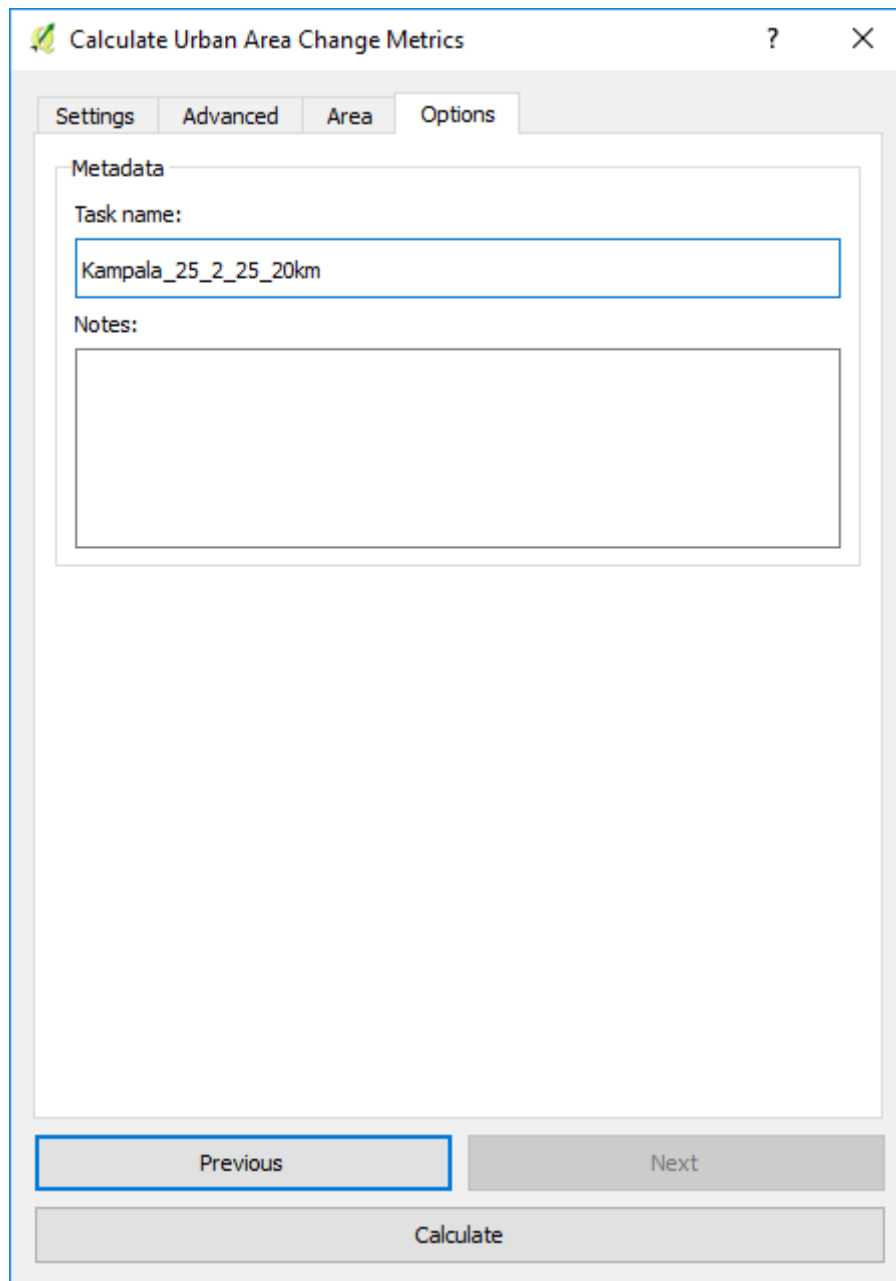 Calculate Urban Area Change Metrics ?
Settings Advanced Area Options
Metadata
Task name:
Kampala_25_2_25_20km
Notes:
Previous Next
Calculate